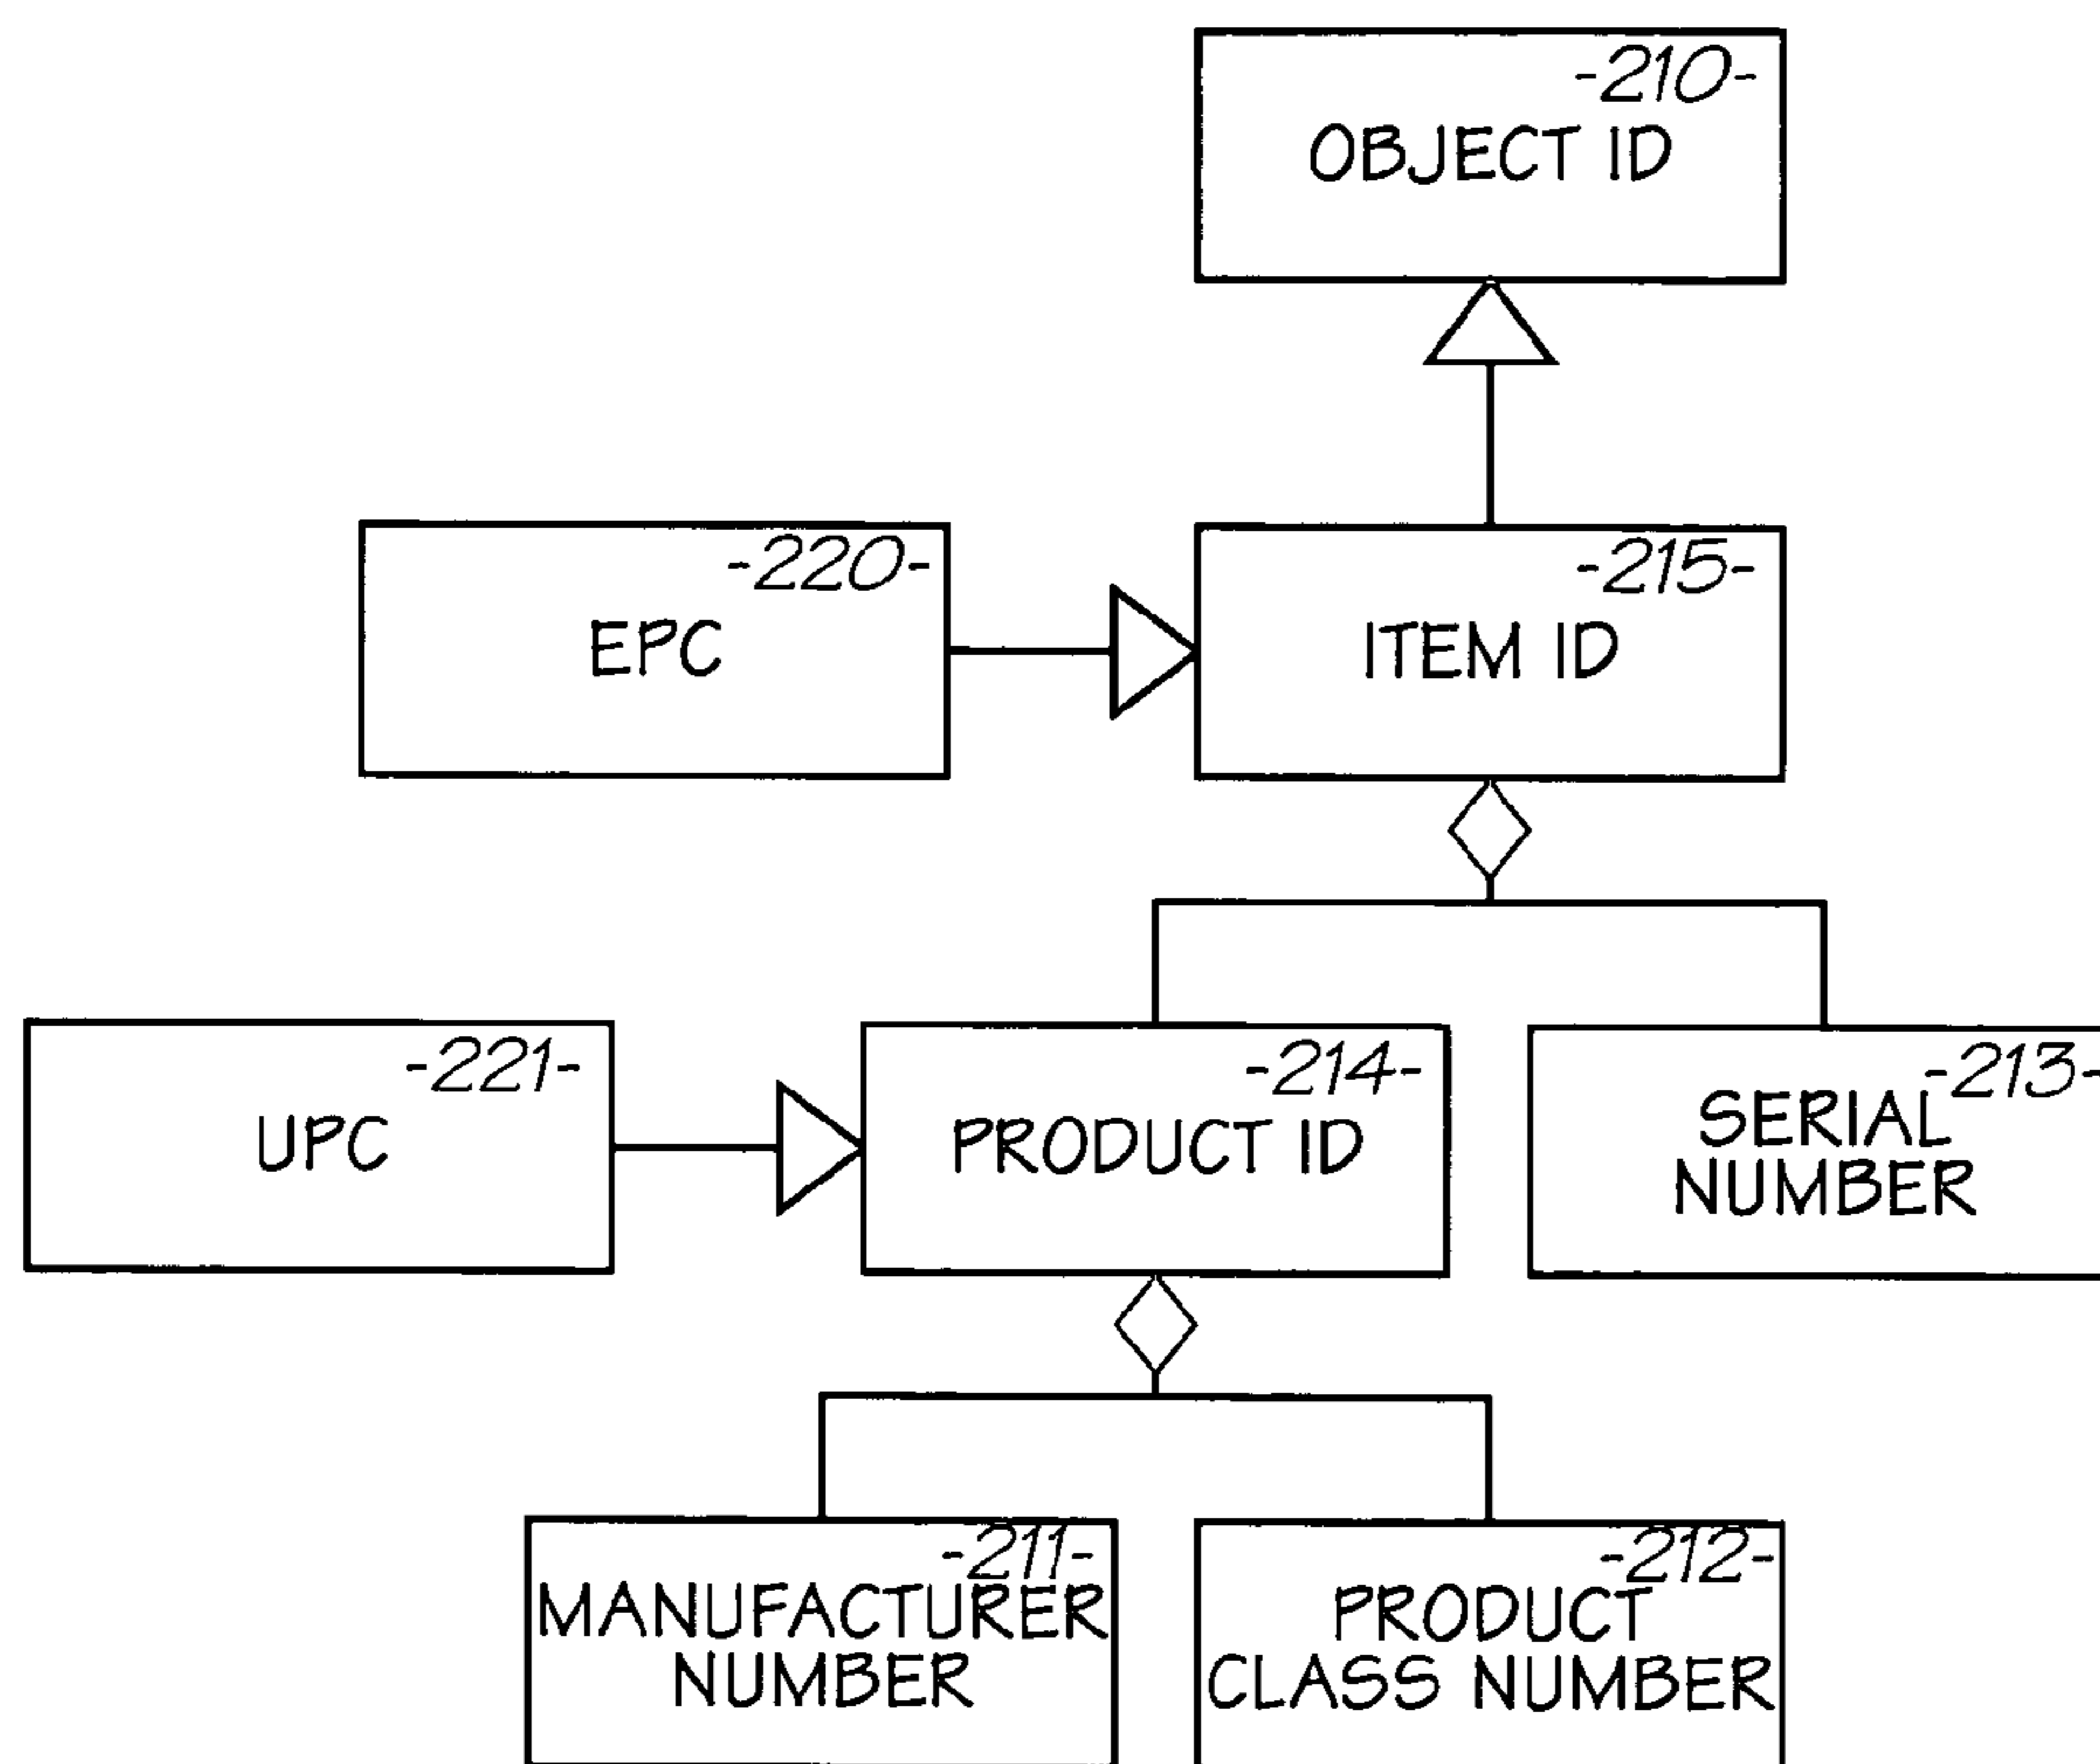 -210-
OBJECT ID
-220-
EPC
-215-
ITEM ID
-221-
UPC
-214-
PRODUCT ID
-213-
SERIAL
NUMBER
-211-
MANUFACTURER
NUMBER
-212-
PRODUCT
CLASS NUMBER